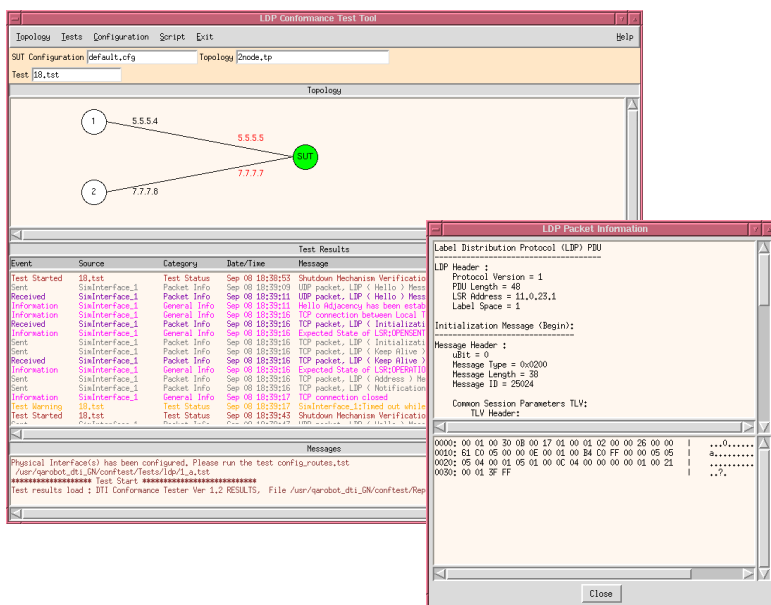 LDP Conformance Test Tool
Topology Tests Configuration Script Exit Help
SUT Configuration default.cfg Topology 2node.tp
Test 18.tst
Topology
1 5.5.5.4
5.5.5.5
SUT
7.7.7.7
2 7.7.7.8
Test Results
Event Source Category Date/Time Message
Test Started 18.tst Test Status Sep 08 18:38:53 Shutdown Mechanism Verificatio
Sent SimInterface_1 Packet Info Sep 08 18:39:09 UDP packet, LDP ( Hello ) Mess
Received SimInterface_1 Packet Info Sep 08 18:39:11 UDP packet, LDP ( Hello ) Mess
Information SimInterface_1 General Info Sep 08 18:39:11 Hello Adjacency has been estab
Information SimInterface_1 General Info Sep 08 18:39:16 TCP connection between Local T
Received SimInterface_1 Packet Info Sep 08 18:39:16 TCP packet, LDP ( Initializati
Information SimInterface_1 General Info Sep 08 18:39:16 Expected State of LSR:OPENSENT
Sent SimInterface_1 Packet Info Sep 08 18:39:16 TCP packet, LDP ( Initializati
Sent SimInterface_1 Packet Info Sep 08 18:39:16 TCP packet, LDP ( Keep Alive )
Received SimInterface_1 Packet Info Sep 08 18:39:16 TCP packet, LDP ( Keep Alive )
Information SimInterface_1 General Info Sep 08 18:39:16 Expected State of LSR:OPERATIO
Sent SimInterface_1 Packet Info Sep 08 18:39:16 TCP packet, LDP ( Address ) Me
Sent SimInterface_1 Packet Info Sep 08 18:39:16 TCP packet, LDP ( Notification
Information SimInterface_1 General Info Sep 08 18:39:17 TCP connection closed
Test Warning 18.tst Test Status Sep 08 18:39:17 SimInterface_1:Timed out while
Test Started 18.tst Test Status Sep 08 18:39:43 Shutdown Mechanism Verificatio
Messages
Physical Interface(s) has been configured. Please run the test config_routes.tst
/usr/qarobot_dti_GN/conftest/Tests/ldp/1_a.tst
******************* Test Start ***************************
Test results load : DTI Conformance Tester Ver 1.2 RESULTS, File /usr/qarobot_dti_GN/conftest/Rep
LDP Packet Information
Label Distribution Protocol (LDP) PDU
LDP Header :
Protocol Version = 1
PDU Length = 48
LSR Address = 11.0.23.1
Label Space = 1
Initialization Message (Begin):
Message Header :
uBit = 0
Message Type = 0x0200
Message Length = 38
Message ID = 25024
Common Session Parameters TLV:
TLV Header:
0000: 00 01 00 30 0B 00 17 01 00 01 02 00 00 26 00 00 | ...0......
0010: 61 C0 05 00 00 0E 00 01 00 B4 C0 FF 00 00 05 05 | a.........
0020: 05 04 00 01 05 01 00 0C 04 00 00 00 00 01 00 21 | ..........
0030: 00 01 3F FF | ..?.
Close